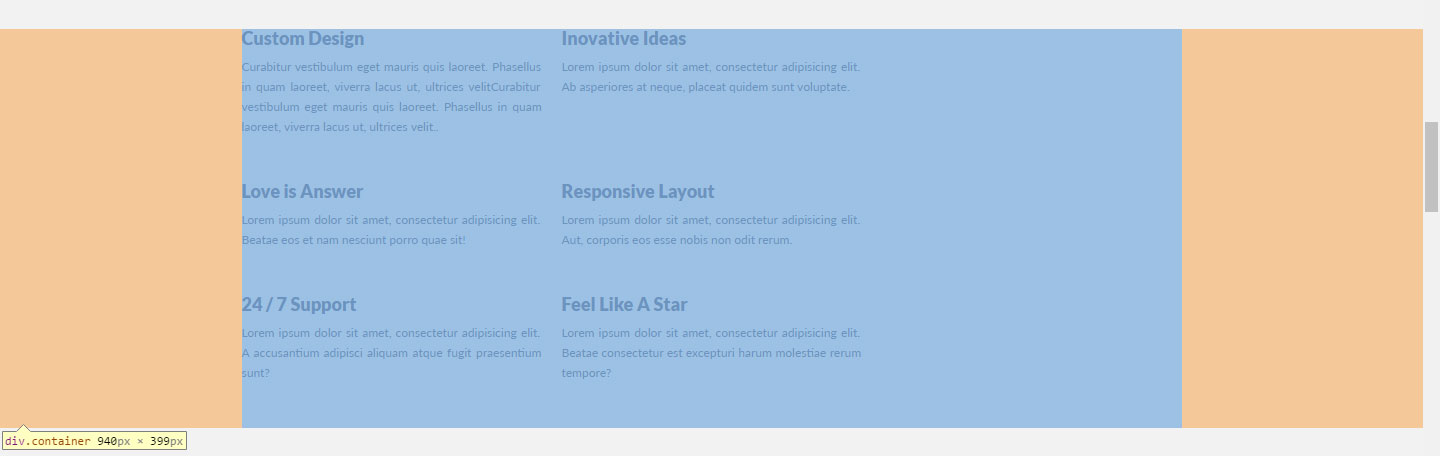 Custom Design
Curabitur vestibulum eget mauris quis laoreet. Phasellus
in quam laoreet, viverra lacus ut, ultrices velitCurabitur
vestibulum eget mauris quis laoreet. Phasellus in quam
laoreet, viverra lacus ut, ultrices velit..
Inovative Ideas
Lorem ipsum dolor sit amet, consectetur adipisicing elit.
Ab asperiores at neque, placeat quidem sunt voluptate.
Love is Answer
Lorem ipsum dolor sit amet, consectetur adipisicing elit.
Beatae eos et nam nesciunt porro quae sit!
Responsive Layout
Lorem ipsum dolor sit amet, consectetur adipisicing elit.
Aut, corporis eos esse nobis non odit rerum.
24 / 7 Support
Lorem ipsum dolor sit amet, consectetur adipisicing elit.
A accusantium adipisci aliquam atque fugit praesentium
sunt?
Feel Like A Star
Lorem ipsum dolor sit amet, consectetur adipisicing elit.
Beatae consectetur est excepturi harum molestiae rerum
tempore?
div.container 940px × 399px